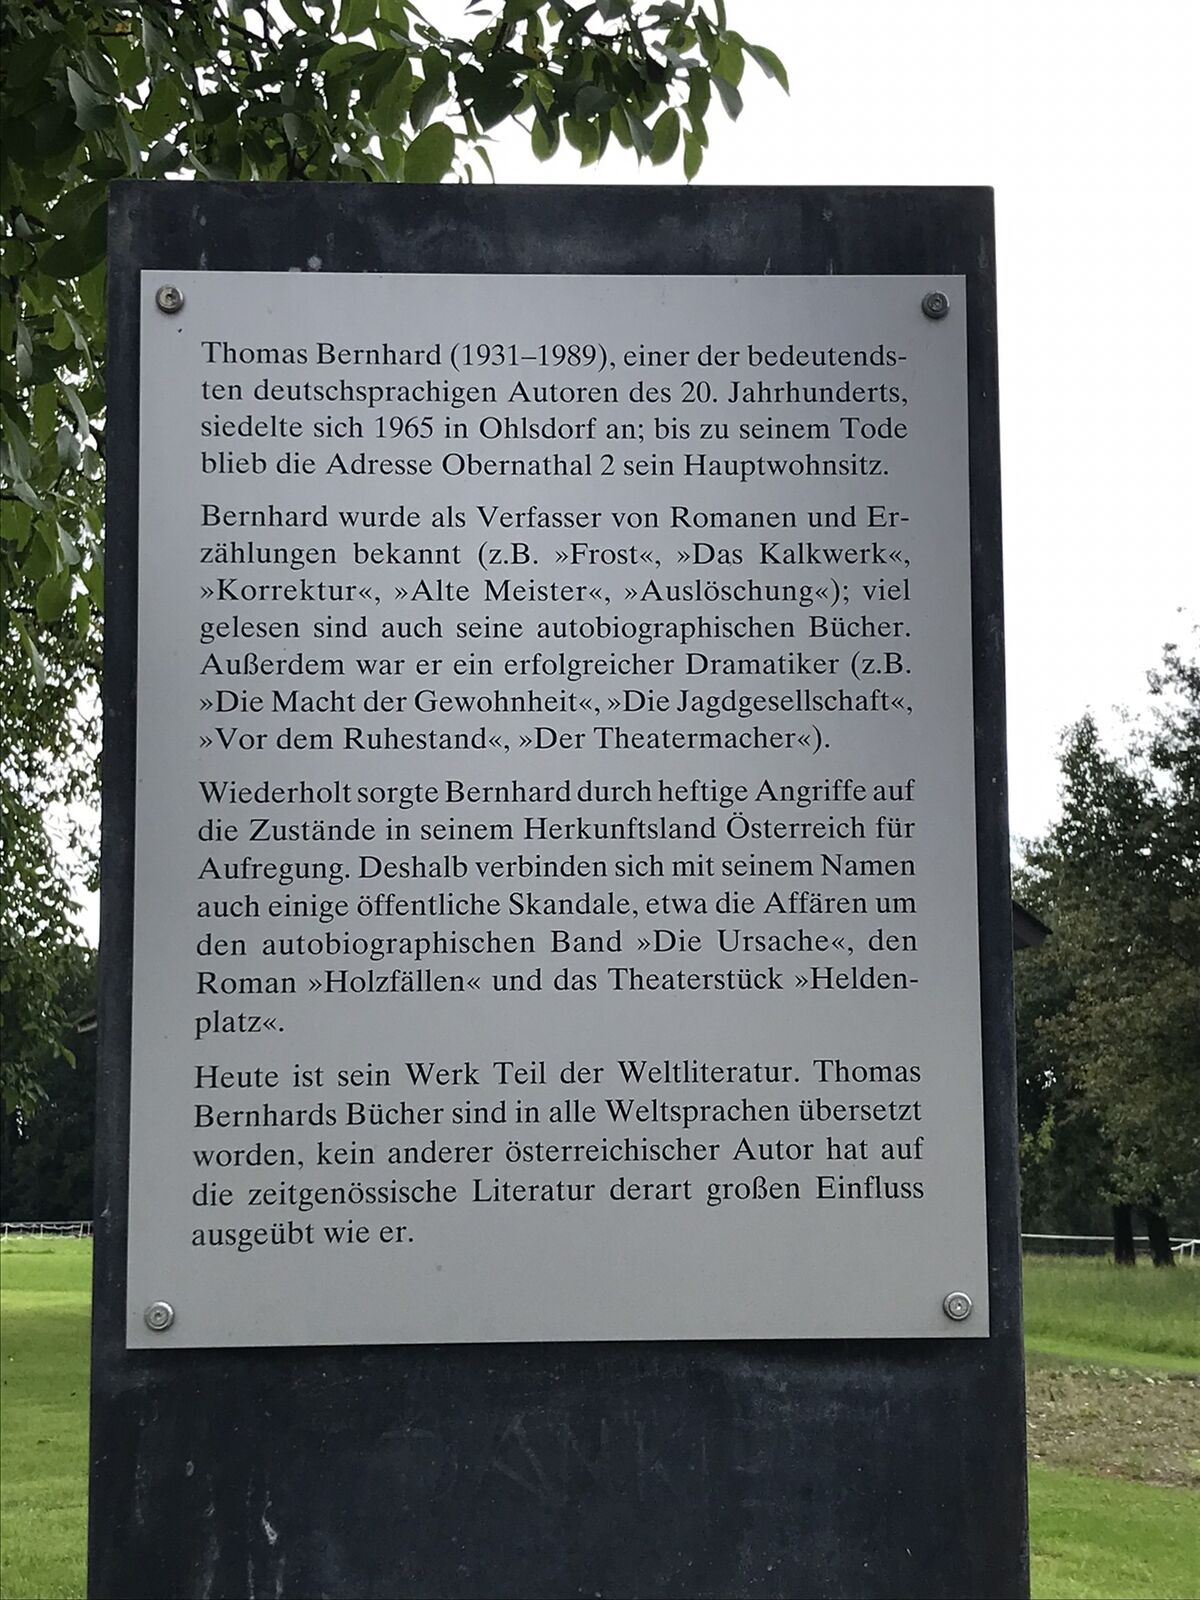 Thomas Bernhard (1931–1989), einer der bedeutends-
ten deutschsprachigen Autoren des 20. Jahrhunderts,
siedelte sich 1965 in Ohlsdorf an; bis zu seinem Tode
blieb die Adresse Obernathal 2 sein Hauptwohnsitz.
Bernhard wurde als Verfasser von Romanen und Er-
zählungen bekannt (z.B. »Frost«, »Das Kalkwerk«,
»Korrektur«, »Alte Meister«, »Auslöschung«); viel
gelesen sind auch seine autobiographischen Bücher.
Außerdem war er ein erfolgreicher Dramatiker (z.B.
»Die Macht der Gewohnheit«, »Die Jagdgesellschaft«,
»Vor dem Ruhestand«, »Der Theatermacher«).
Wiederholt sorgte Bernhard durch heftige Angriffe auf
die Zustände in seinem Herkunftsland Österreich für
Aufregung. Deshalb verbinden sich mit seinem Namen
auch einige öffentliche Skandale, etwa die Affären um
den autobiographischen Band »Die Ursache«, den
Roman »Holzfällen« und das Theaterstück »Helden-
platz«.
Heute ist sein Werk Teil der Weltliteratur. Thomas
Bernhards Bücher sind in alle Weltsprachen übersetzt
worden, kein anderer österreichischer Autor hat auf
die zeitgenössische Literatur derart großen Einfluss
ausgeübt wie er.